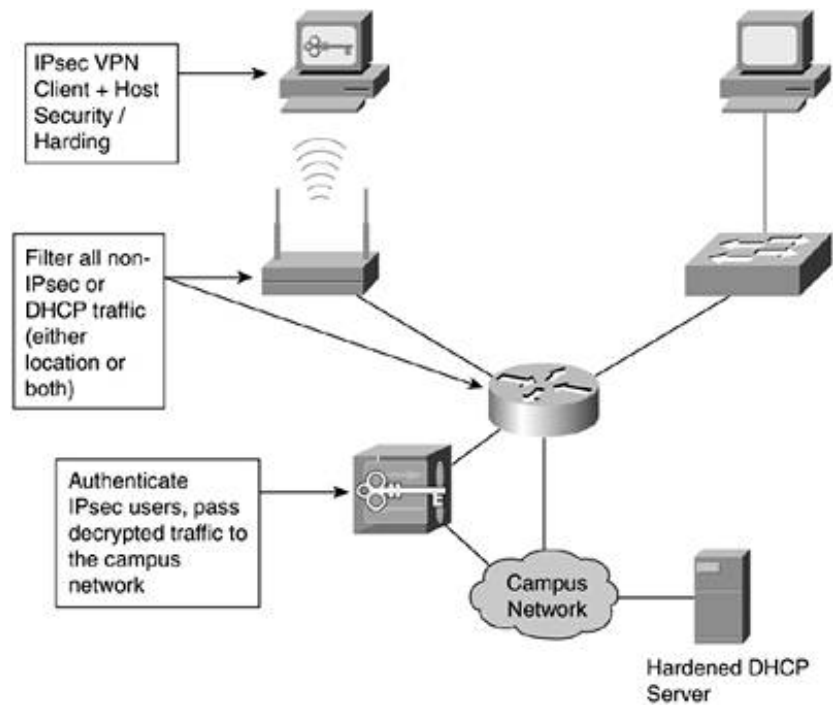 IPsec VPN
Client + Host
Security /
Harding
Filter all non-
IPsec or
DHCP traffic
(either
location or
both)
Authenticate
IPsec users, pass
decrypted traffic to
the campus
network
Campus
Network
Hardened DHCP
Server